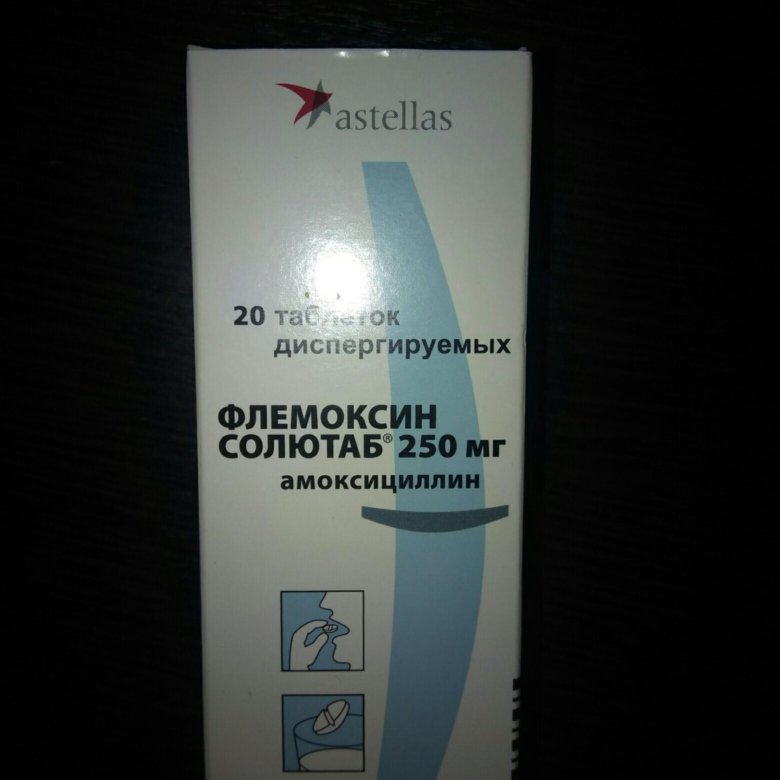 astellas
20 таблеток
диспергируемых
ФЛЕМОКСИН
СОЛЮТАБ® 250 мг
амоксициллин